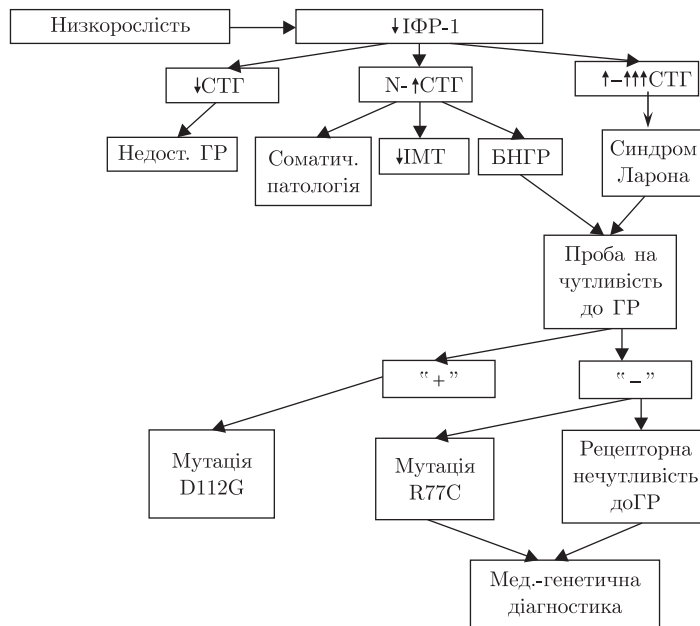 Низкорослість
↓ІФР-1
↓СТГ
N-↑СТГ
↑–↑↑↑СТГ
Недост. ГР
Соматич.
патологія
↓ІМТ
БНГР
Синдром
Ларона
Проба на
чутливість
до ГР
“+”
“–”
Мутація
D112G
Мутація
R77C
Рецепторна
нечутливість
доГР
Мед.-генетична
діагностика